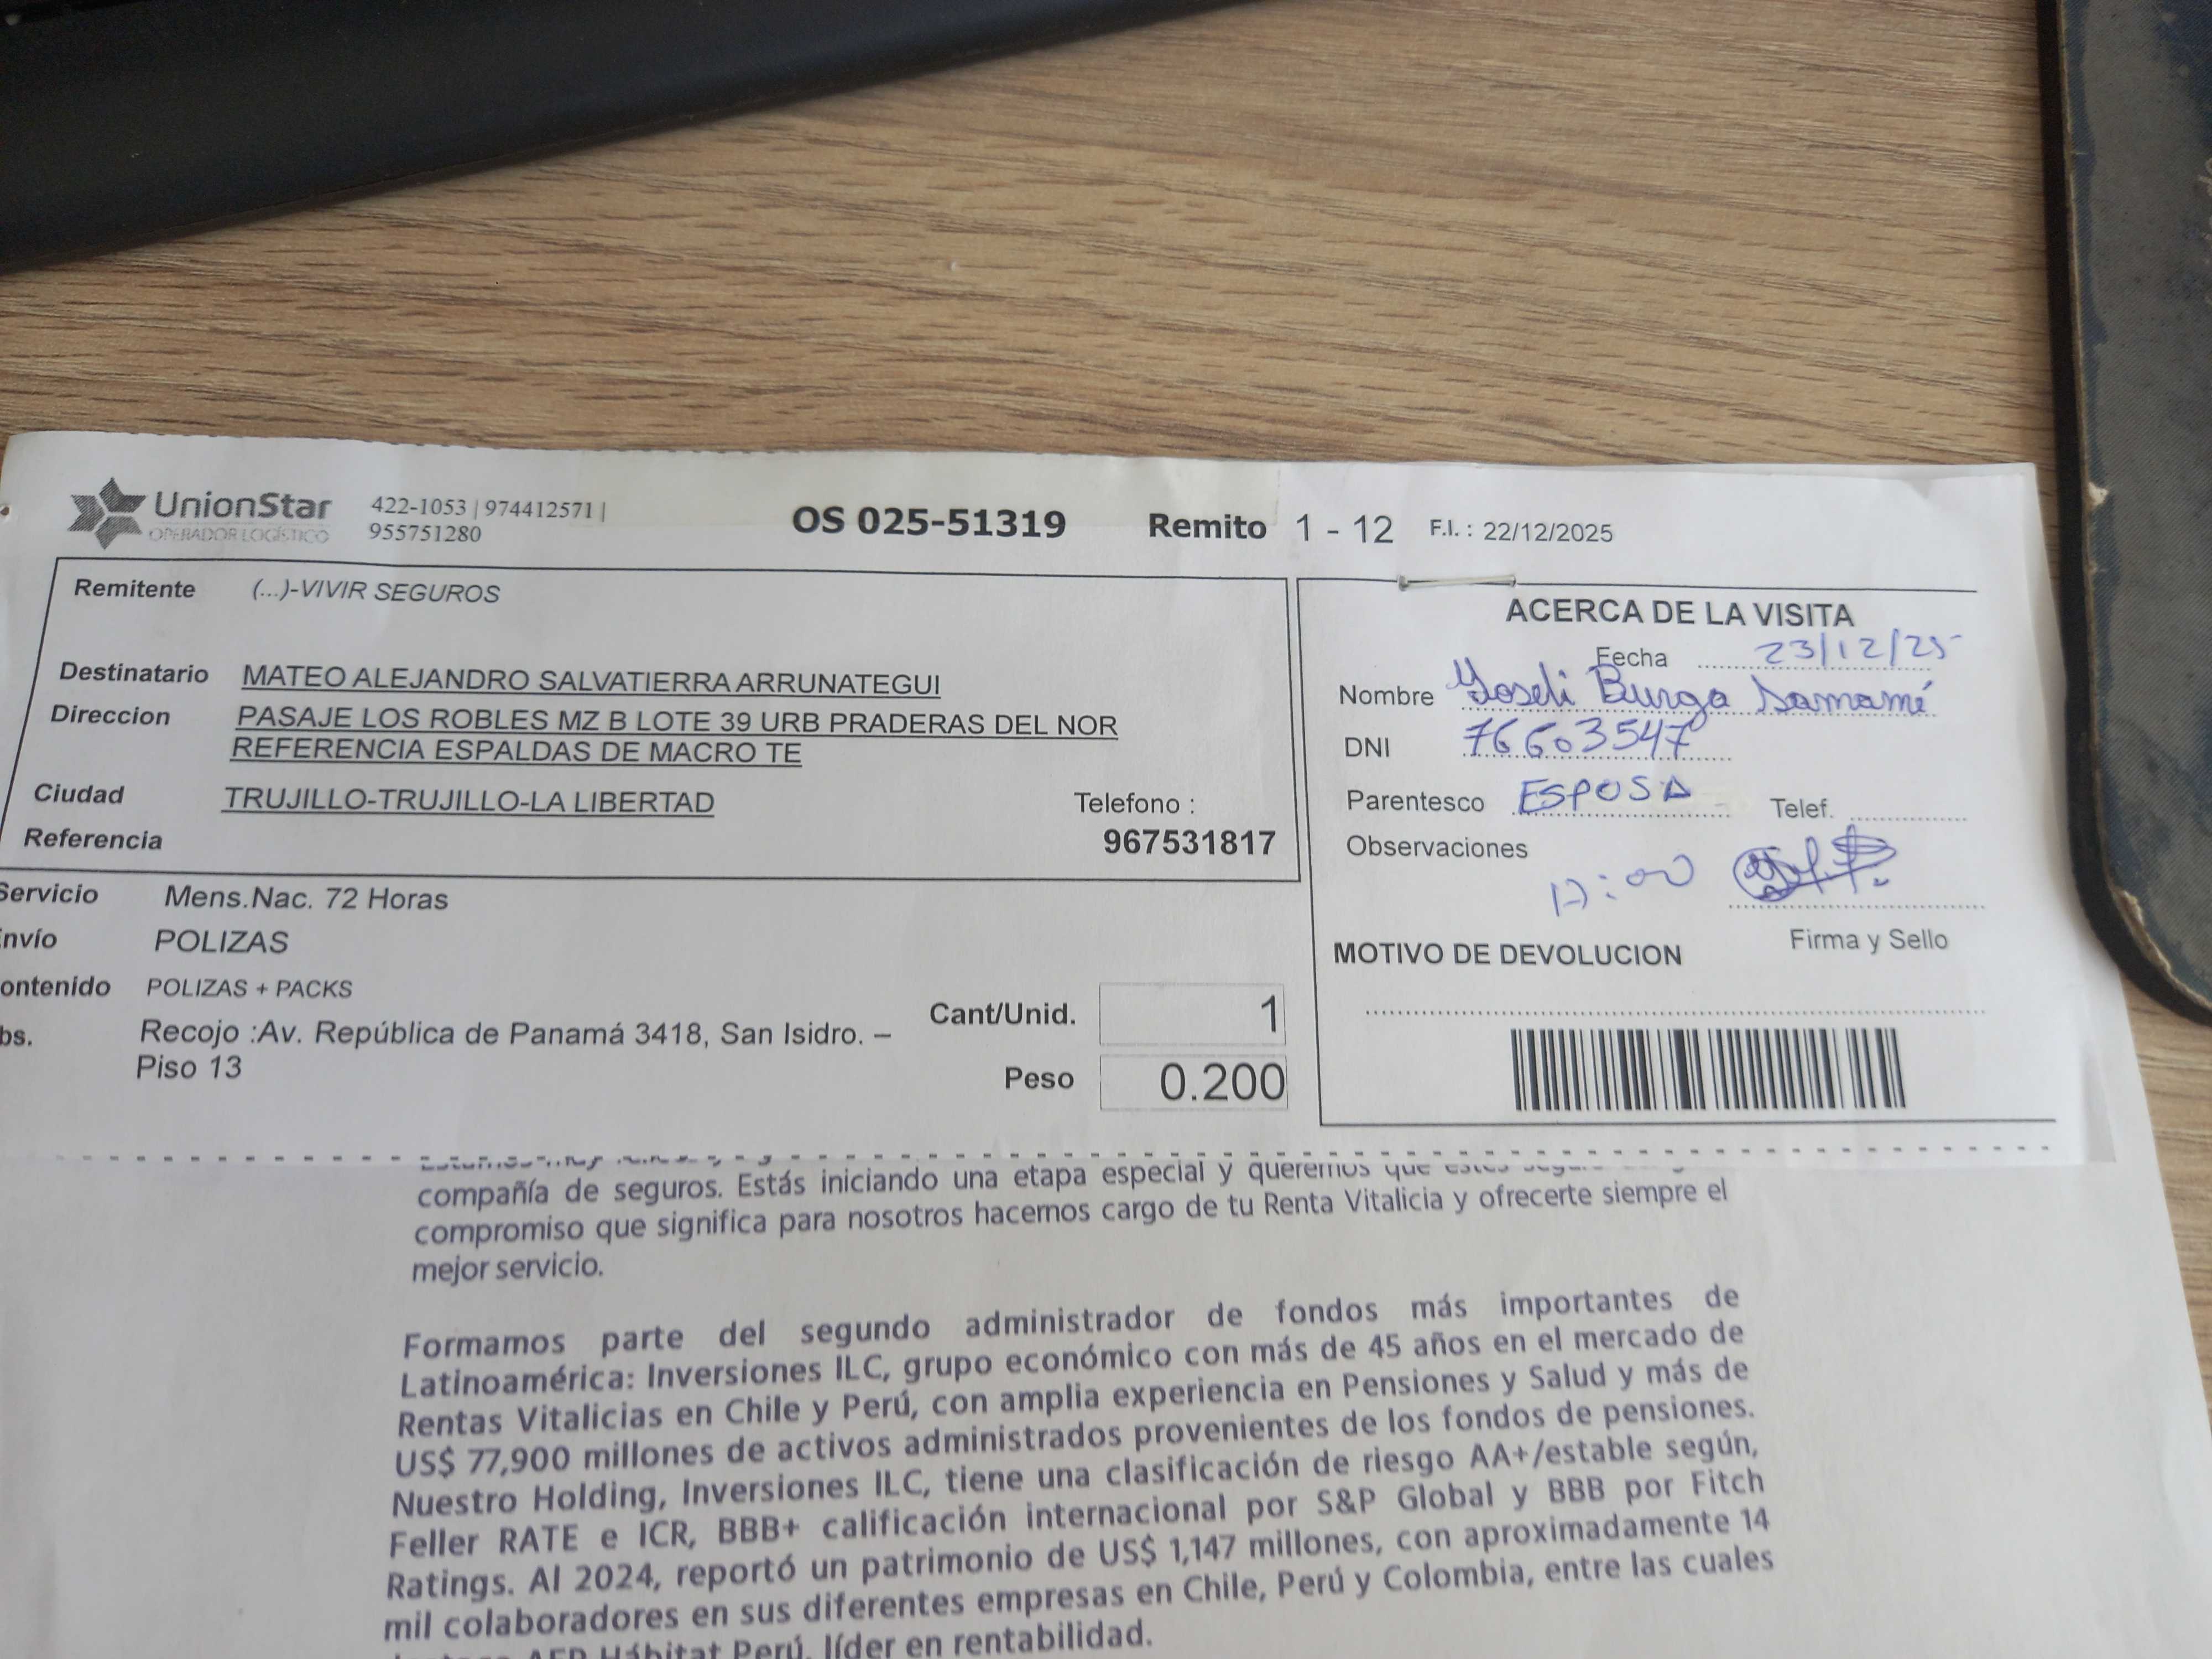 UnionStar
OPERADOR LOGÍSTICO
422-1053 | 974412571 |
955751280
OS 025-51319 Remito 1 - 12 F.I. : 22/12/2025
Remitente (...)-VIVIR SEGUROS
Destinatario MATEO ALEJANDRO SALVATIERRA ARRUNATEGUI
Direccion PASAJE LOS ROBLES MZ B LOTE 39 URB PRADERAS DEL NOR
REFERENCIA ESPALDAS DE MACRO TE
Ciudad TRUJILLO-TRUJILLO-LA LIBERTAD
Telefono :
967531817
Referencia
Servicio Mens.Nac. 72 Horas
Envío POLIZAS
ontenido POLIZAS + PACKS
bs. Recojo :Av. República de Panamá 3418, San Isidro. –
Piso 13
Cant/Unid. 1
Peso 0.200
ACERCA DE LA VISITA
Fecha 23/12/25
Nombre Yoseli Burga Samamé
DNI 76603547
Parentesco ESPOSA Telef.
Observaciones
Firma y Sello
MOTIVO DE DEVOLUCION
compañía de seguros. Estás iniciando una etapa especial y queremos que
compromiso que significa para nosotros hacernos cargo de tu Renta Vitalicia y ofrecerte siempre el
mejor servicio.
Formamos parte del segundo administrador de fondos más importantes de
Latinoamérica: Inversiones ILC, grupo económico con más de 45 años en el mercado de
Rentas Vitalicias en Chile y Perú, con amplia experiencia en Pensiones y Salud y más de
US$ 77,900 millones de activos administrados provenientes de los fondos de pensiones.
Nuestro Holding, Inversiones ILC, tiene una clasificación de riesgo AA+/estable según,
Feller RATE e ICR, BBB+ calificación internacional por S&P Global y BBB por Fitch
Ratings. Al 2024, reportó un patrimonio de US$ 1,147 millones, con aproximadamente 14
mil colaboradores en sus diferentes empresas en Chile, Perú y Colombia, entre las cuales
AFP Hábitat Perú, líder en rentabilidad.